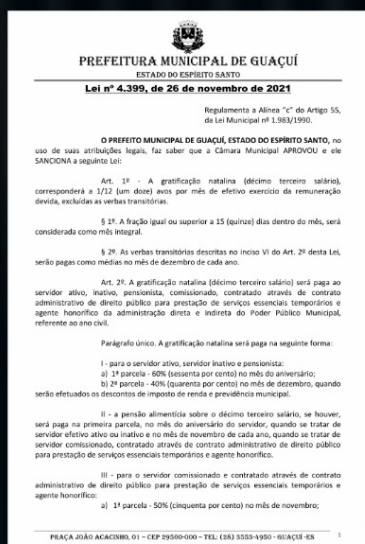 PREFEITURA MUNICIPAL DE GUAÇUÍ
ESTADO DO ESPÍRITO SANTO
Lei nº 4.399, de 26 de novembro de 2021
Regulamenta a Alínea "c" do Artigo 55,
da Lei Municipal nº 1.983/1990.
O PREFEITO MUNICIPAL DE GUAÇUÍ, ESTADO DO ESPÍRITO SANTO, no
uso de suas atribuições legais, faz saber que a Câmara Municipal APROVOU e ele
SANCIONA a seguinte Lei:
Art. 1º - A gratificação natalina (décimo terceiro salário),
corresponderá a 1/12 (um doze) avos por mês de efetivo exercício da remuneração
devida, excluídas as verbas transitórias.
§ 1º. A fração igual ou superior a 15 (quinze) dias dentro do mês, será
considerada como mês integral.
§ 2º. As verbas transitórias descritas no inciso VI do Art. 2º desta Lei,
serão pagas como médias no mês de dezembro de cada ano.
Art. 2º. A gratificação natalina (décimo terceiro salário) será pago ao
servidor ativo, inativo, pensionista, comissionado, contratado através de contrato
administrativo de direito público para prestação de serviços essenciais temporários e
agente honorífico da administração direta e indireta do Poder Público Municipal,
referente ao ano civil.
Parágrafo único. A gratificação natalina será paga na seguinte forma:
I - para o servidor ativo, servidor inativo e pensionista:
a) 1ª parcela - 60% (sessenta por cento) no mês do aniversário;
b) 2ª parcela - 40% (quarenta por cento) no mês de dezembro, quando
serão efetuados os descontos de imposto de renda e previdência municipal.
II - a pensão alimentícia sobre o décimo terceiro salário, se houver,
será paga na primeira parcela, no mês do aniversário do servidor, quando se tratar de
servidor efetivo ativo ou inativo e no mês de novembro de cada ano, quando se tratar de
servidor comissionado, contratado através de contrato administrativo de direito público
para prestação de serviços essenciais temporários e agente honorífico.
III - para o servidor comissionado e contratado através de contrato
administrativo de direito público para prestação de serviços essenciais temporários e
agente honorífico:
a) 1ª parcela - 50% (cinquenta por cento) no mês de novembro;
PRAÇA JOÃO ACACINHO, 01 – CEP 29560-000 – TEL: (28) 3553-4950 - GUAÇUÍ-ES
1